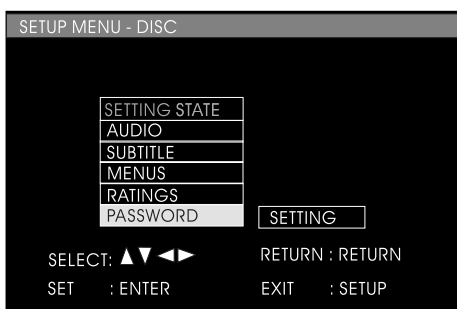 SETUP MENU - DISC
SETTING STATE
AUDIO
SUBTITLE
MENUS
RATINGS
PASSWORD SETTING
SELECT: ▲▼◄► RETURN : RETURN
SET : ENTER EXIT : SETUP